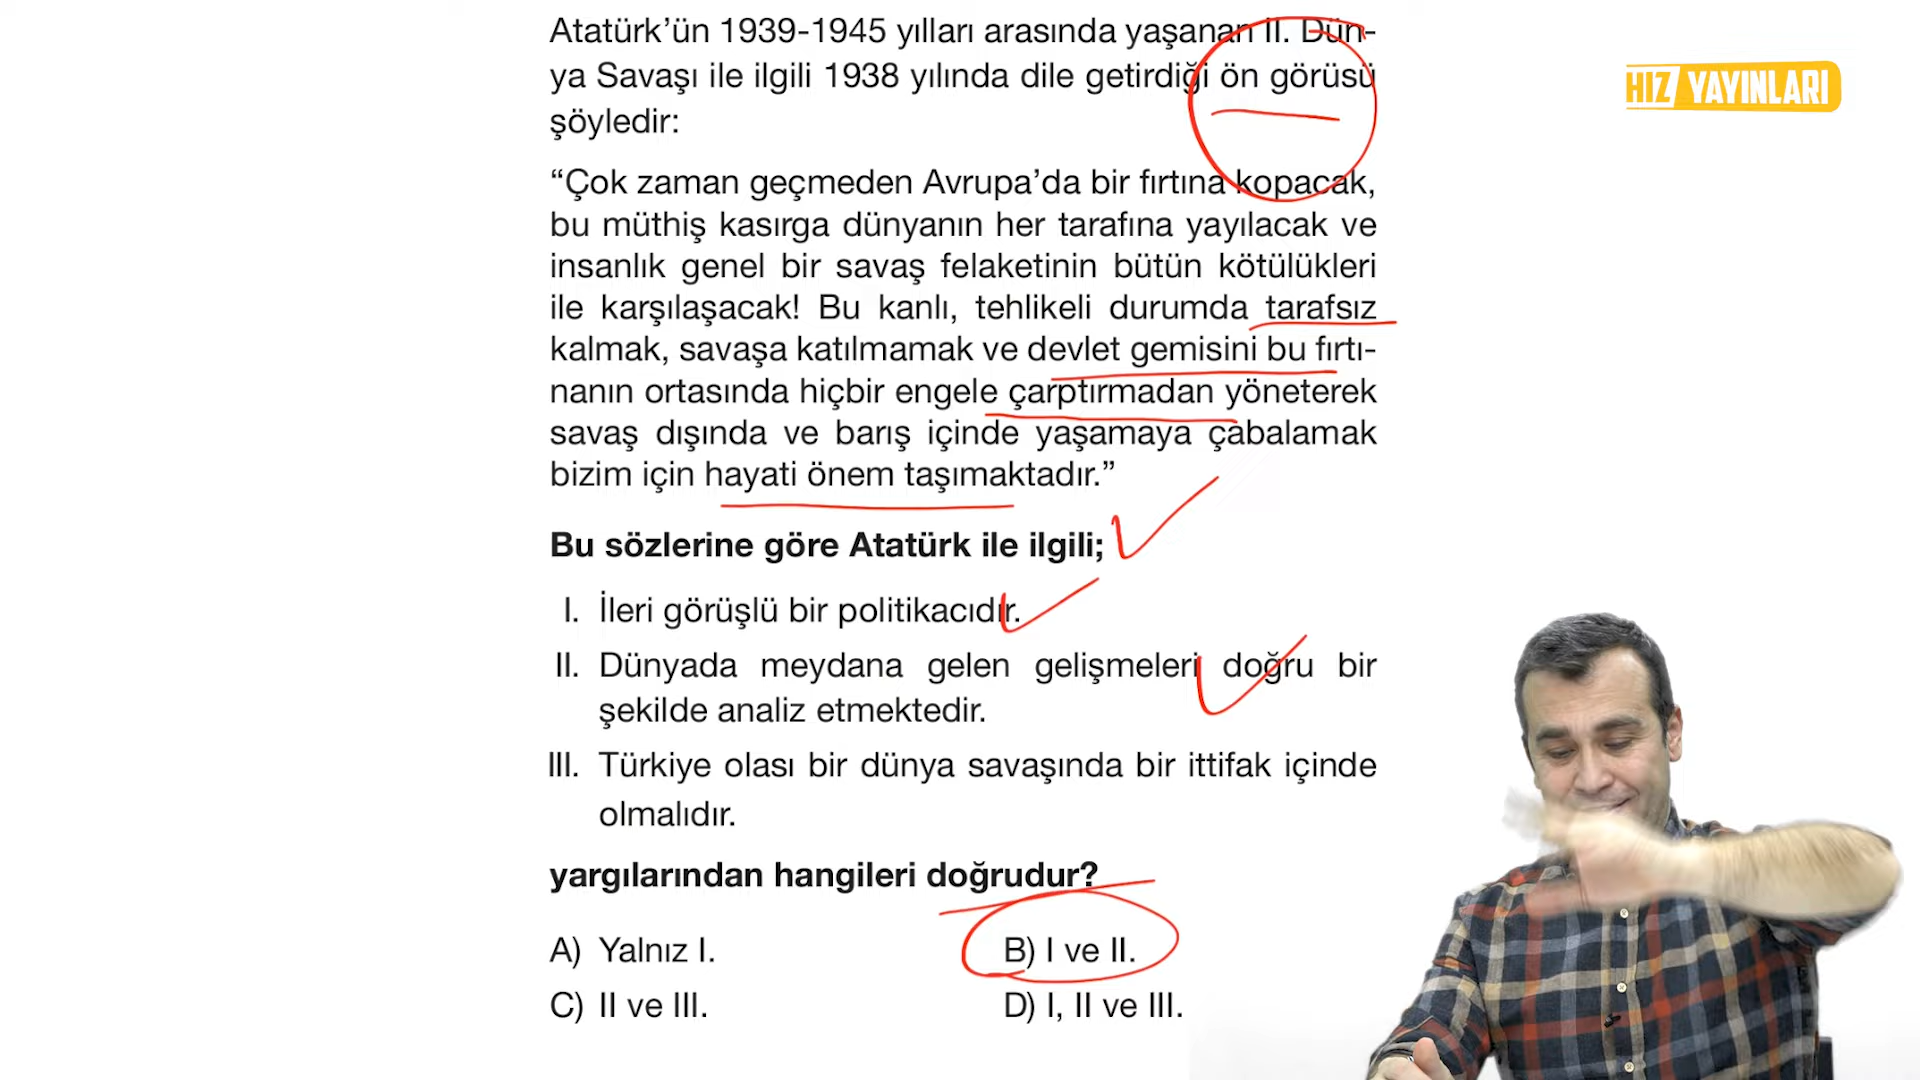 Atatürk’ün 1939-1945 yılları arasında yaşanan II. Dün-
ya Savaşı ile ilgili 1938 yılında dile getirdiği ön görüsü
şöyledir:
HIZ YAYINLARI
“Çok zaman geçmeden Avrupa’da bir fırtına kopacak,
bu müthiş kasırga dünyanın her tarafına yayılacak ve
insanlık genel bir savaş felaketinin bütün kötülükleri
ile karşılaşacak! Bu kanlı, tehlikeli durumda tarafsız
kalmak, savaşa katılmamak ve devlet gemisini bu fırtı-
nanın ortasında hiçbir engele çarptırmadan yöneterek
savaş dışında ve barış içinde yaşamaya çabalamak
bizim için hayati önem taşımaktadır.”
Bu sözlerine göre Atatürk ile ilgili;
I. İleri görüşlü bir politikacıdır.
II. Dünyada meydana gelen gelişmeleri doğru bir
şekilde analiz etmektedir.
III. Türkiye olası bir dünya savaşında bir ittifak içinde
olmalıdır.
yargılarından hangileri doğrudur?
A) Yalnız I.
B) I ve II.
C) II ve III.
D) I, II ve III.